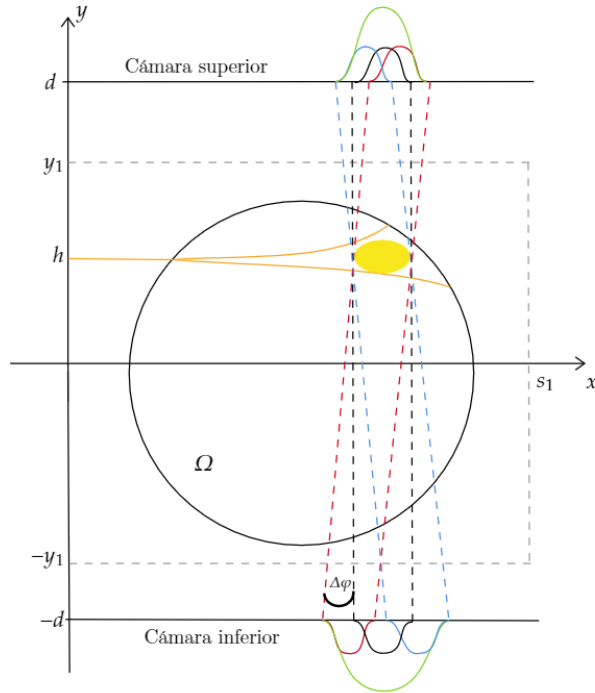 y
Cámara superior
d
y₁
h
s₁
x
Ω
−y₁
Δφ
−d
Cámara inferior